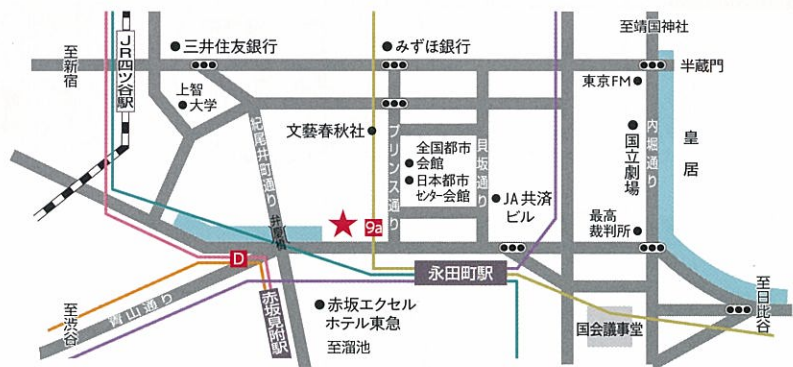 至靖国神社
至新宿
JR四ツ谷駅
三井住友銀行
みずほ銀行
半蔵門
上智
大学
東京FM
紀尾井町通り
文藝春秋社
プリンス通り
全国都市
会館
日本都市
センター会館
貝坂通り
国立劇場
内堀通り
皇居
JA共済
ビル
最高
裁判所
弁慶橋
9a
D
永田町駅
至渋谷
青山通り
赤坂見附駅
赤坂エクセル
ホテル東急
至溜池
国会議事堂
至日比谷